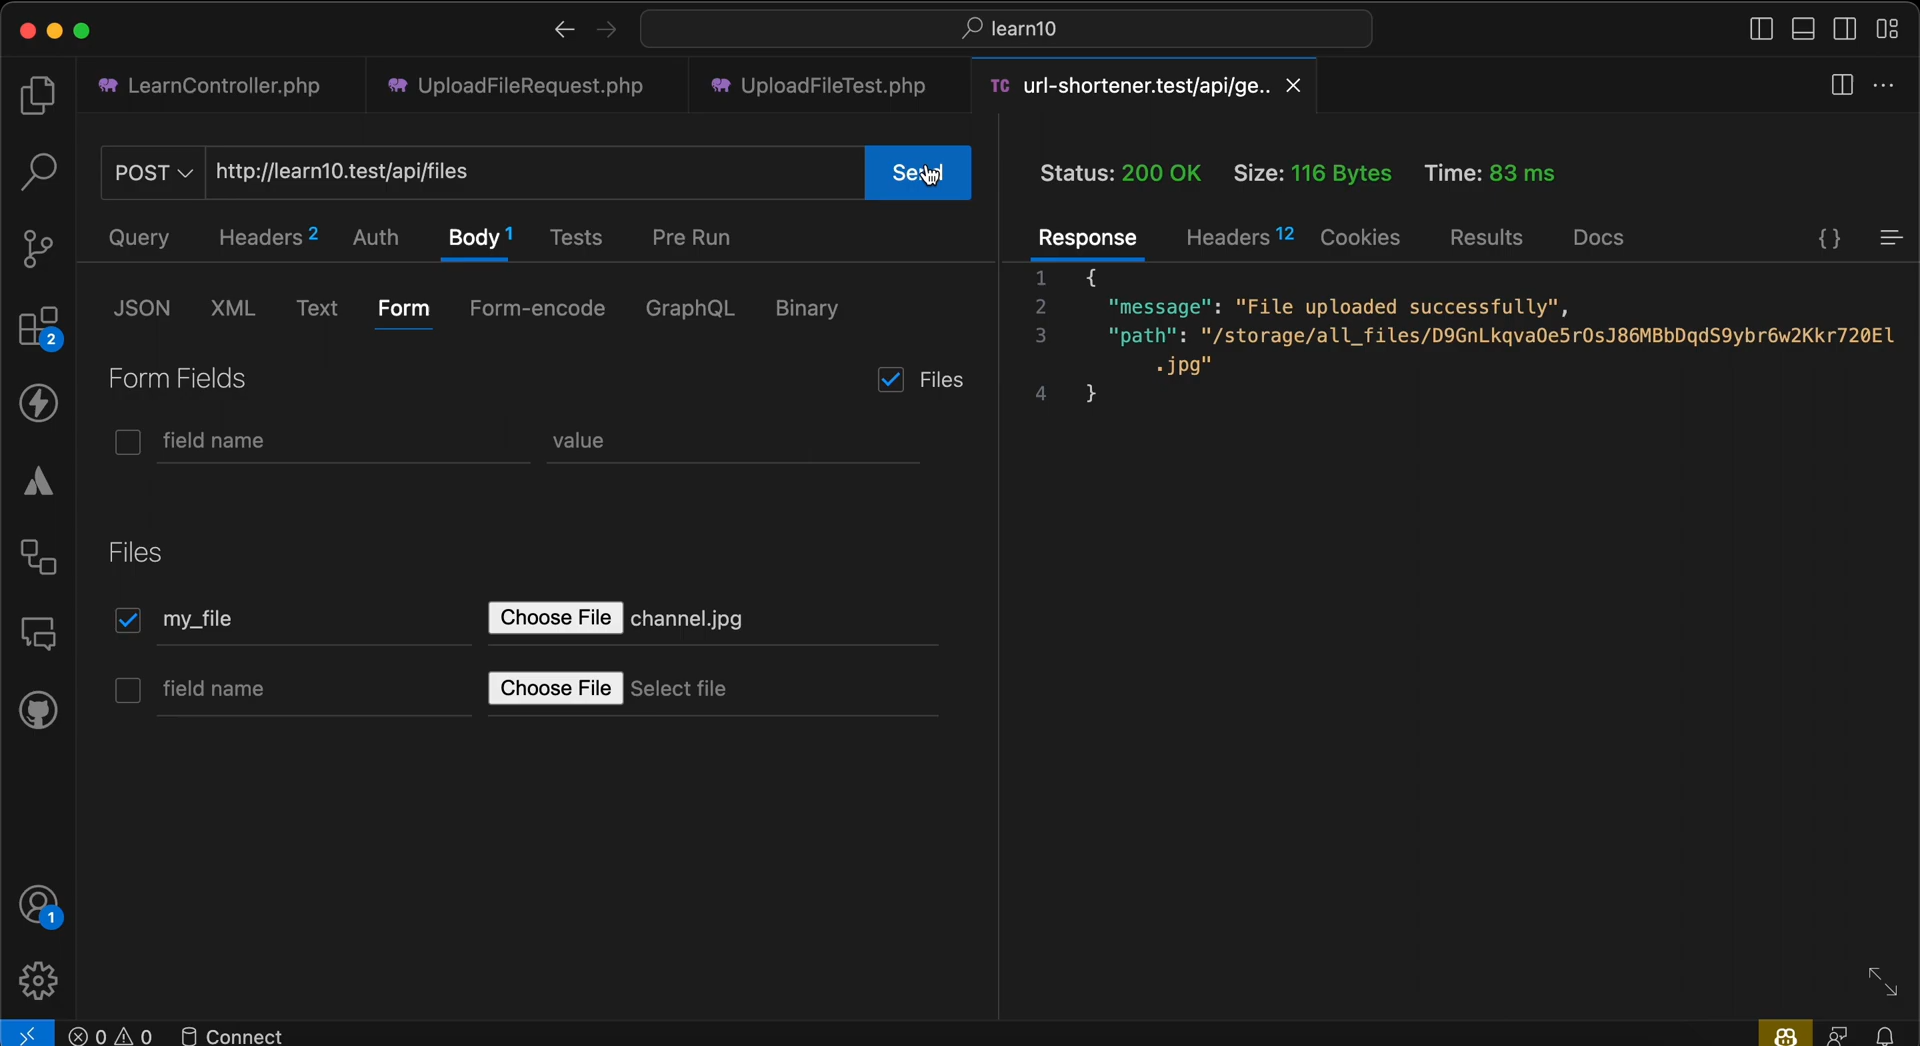 learn10
LearnController.php UploadFileRequest.php UploadFileTest.php TC url-shortener.test/api/ge..
POST http://learn10.test/api/files Send
Status: 200 OK Size: 116 Bytes Time: 83 ms
Query Headers 2 Auth Body 1 Tests Pre Run
Response Headers 12 Cookies Results Docs { }
JSON XML Text Form Form-encode GraphQL Binary
1 {
2 "message": "File uploaded successfully",
3 "path": "/storage/all_files/D9GnLkqvaOe5rOsJ86MBbDqdS9ybr6w2Kkr720El
.jpg"
4 }
Form Fields Files
field name value
Files
my_file Choose File channel.jpg
field name Choose File Select file
2
1
0 0 Connect